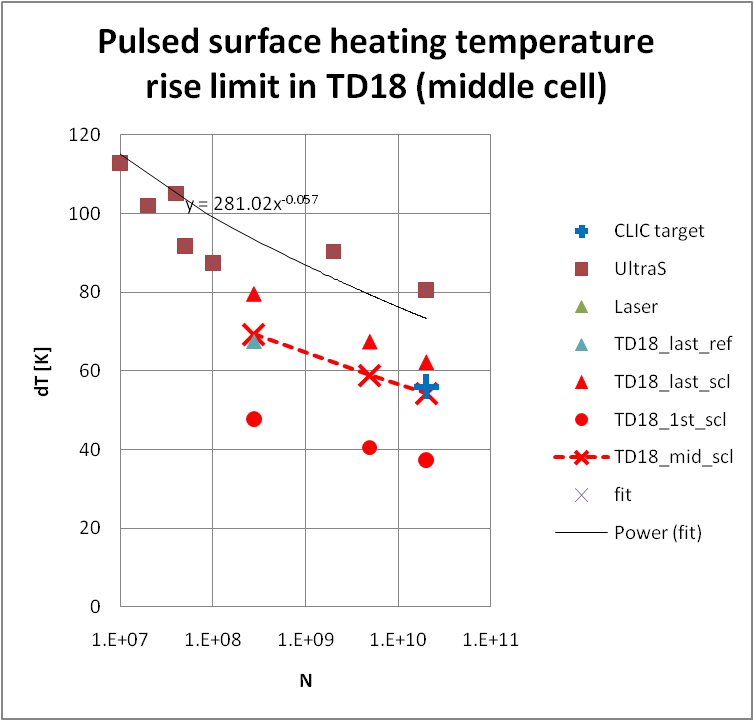 Pulsed surface heating temperature
rise limit in TD18 (middle cell)
120
100
80
60
40
20
0
dT [K]
y = 281.02x-0.057
1.E+07
1.E+08
1.E+09
1.E+10
1.E+11
N
CLIC target
UltraS
Laser
TD18_last_ref
TD18_last_scl
TD18_1st_scl
TD18_mid_scl
fit
Power (fit)